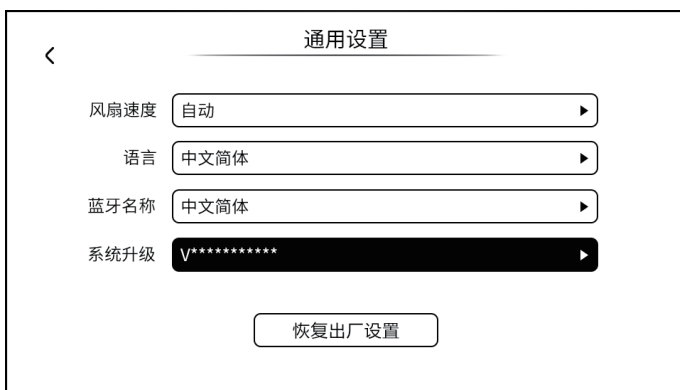 通用设置
风扇速度 自动
语言 中文简体
蓝牙名称 中文简体
系统升级 V***********
恢复出厂设置